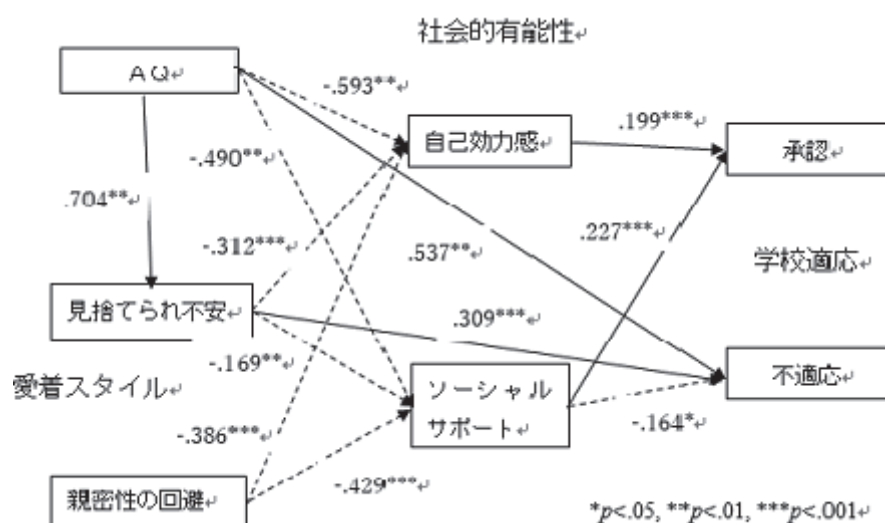 社会的有能性
AQ
-.593**
自己効力感
.199***
承認
-.490**
.704**
-.312***
.537**
.227***
学校適応
見捨てられ不安
.309***
-.169**
愛着スタイル
ソーシャル
サポート
不適応
-.164*
-.386***
-.429***
親密性の回避
*p<.05, **p<.01, ***p<.001